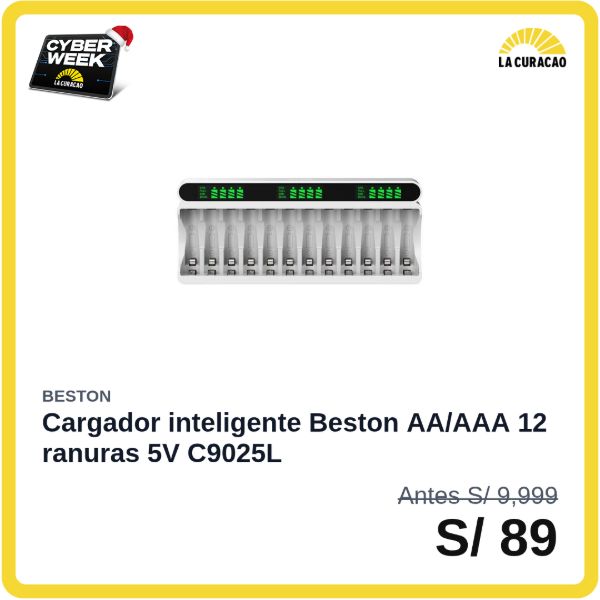 CYBER
WEEK
LA CURACAO
LA CURACAO
BESTON
Cargador inteligente Beston AA/AAA 12
ranuras 5V C9025L
Antes S/ 9,999
S/ 89